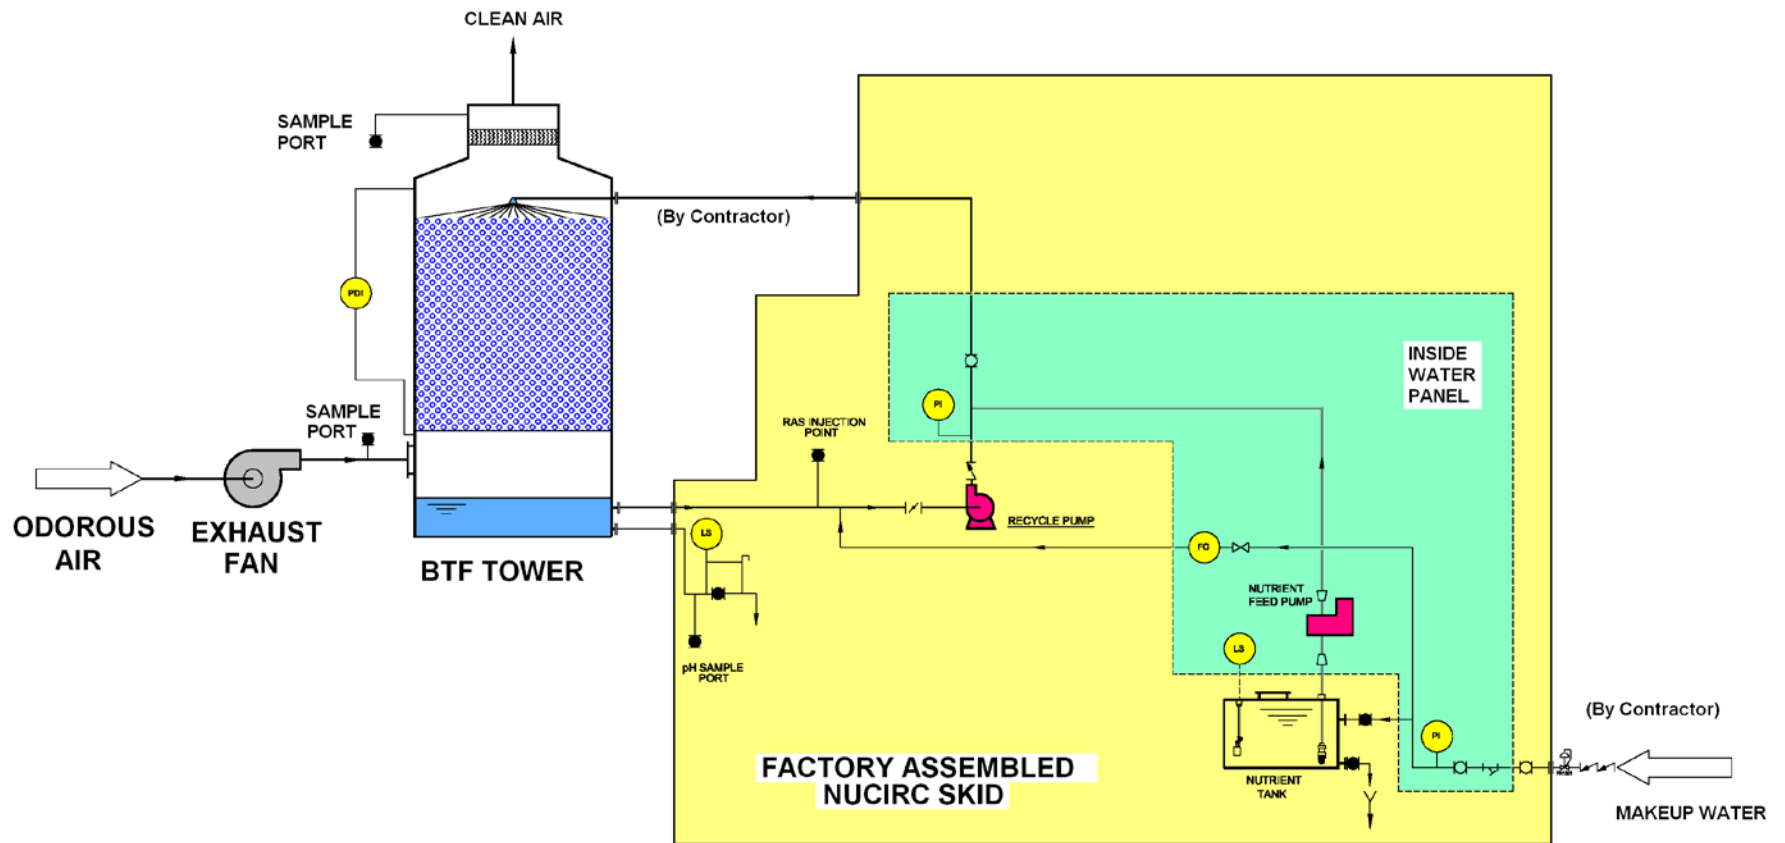 CLEAN AIR
SAMPLE
PORT
(By Contractor)
PDI
INSIDE
WATER
PANEL
PI
SAMPLE
PORT
RAS INJECTION
POINT
ODOROUS
AIR
EXHAUST
FAN
BTF TOWER
LS
RECYCLE PUMP
FG
NUTRIENT
FEED PUMP
LS
pH SAMPLE
PORT
(By Contractor)
PI
FACTORY ASSEMBLED
NUCIRC SKID
NUTRIENT
TANK
MAKEUP WATER